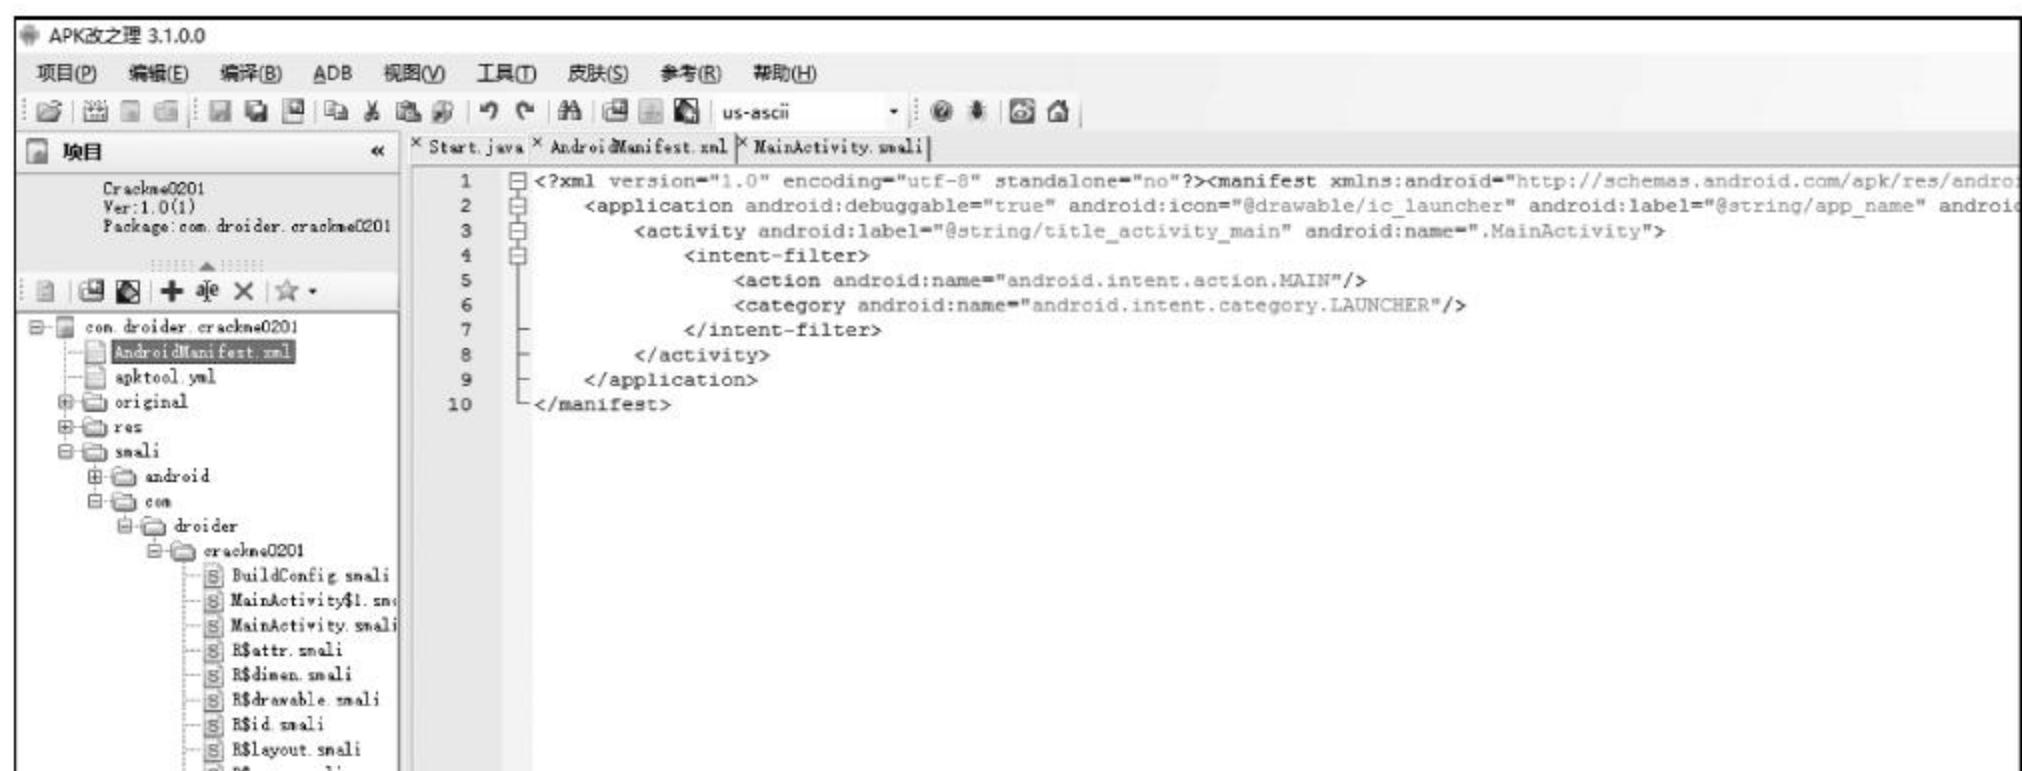 APK改之理 3.1.0.0
项目(P) 编辑(E) 编译(B) ADB 视图(V) 工具(T) 皮肤(S) 参考(R) 帮助(H)
us-ascii
项目
Crackme0201
Ver:1.0(1)
Package:com.droider.crackme0201
com.droider.crackme0201
AndroidManifest.xml
apktool.yml
original
res
smali
android
com
droider
crackme0201
BuildConfig.smali
MainActivity$1.sm
MainActivity.smali
R$attr.smali
R$dimen.smali
R$drawable.smali
R$id.smali
R$layout.smali
Start.java AndroidManifest.xml MainActivity.smali
1 <?xml version="1.0" encoding="utf-8" standalone="no"?><manifest xmlns:android="http://schemas.android.com/apk/res/androi
2 <application android:debuggable="true" android:icon="@drawable/ic_launcher" android:label="@string/app_name" androi
3 <activity android:label="@string/title_activity_main" android:name=".MainActivity">
4 <intent-filter>
5 <action android:name="android.intent.action.MAIN"/>
6 <category android:name="android.intent.category.LAUNCHER"/>
7 </intent-filter>
8 </activity>
9 </application>
10 </manifest>